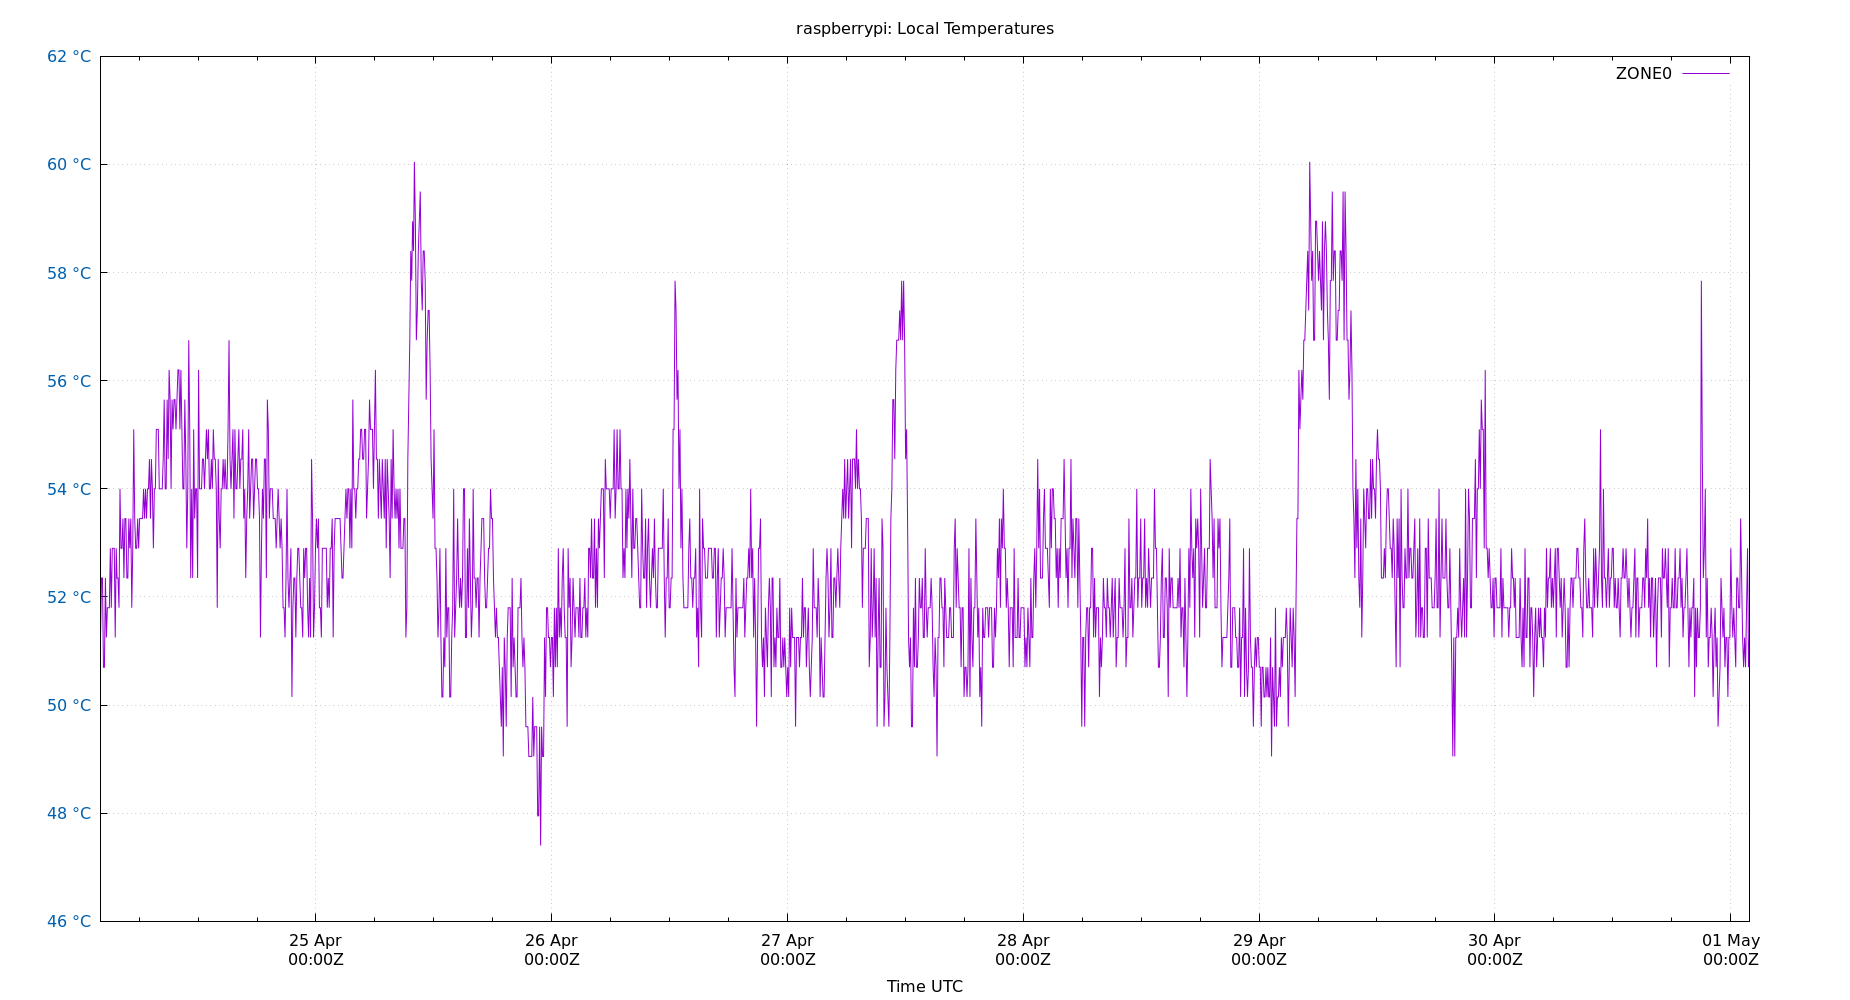 raspberrypi: Local Temperatures
62 °C
ZONE0
60 °C
58 °C
56 °C
54 °C
52 °C
50 °C
48 °C
46 °C
25 Apr 26 Apr 27 Apr 28 Apr 29 Apr 30 Apr 01 May
00:00Z 00:00Z 00:00Z 00:00Z 00:00Z 00:00Z 00:00Z
Time UTC